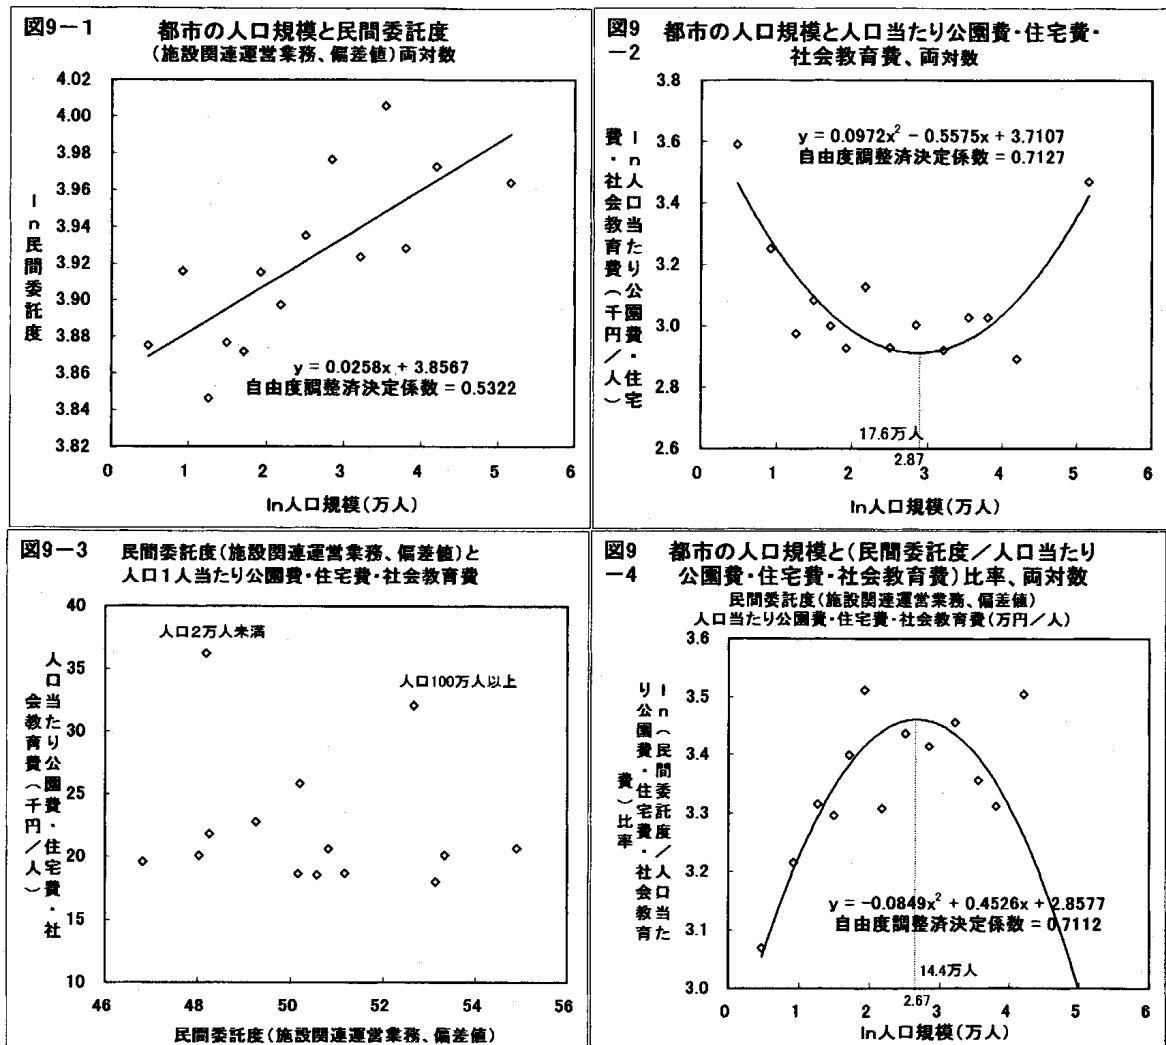 図9－1
都市の人口規模と民間委託度
(施設関連運営業務、偏差値)両対数
4.02
4.00
3.98
3.96
3.94
3.92
3.90
3.88
3.86
3.84
3.82
ln民間委託度
y = 0.0258x + 3.8567
自由度調整済決定係数 = 0.5322
0 1 2 3 4 5 6
ln人口規模(万人)
図9
－2
都市の人口規模と人口当たり公園費・住宅費・
社会教育費、両対数
3.8
3.6
3.4
3.2
3.0
2.8
2.6
ln人口当たり公園費・住宅
費・社会教育費(千円／人)
y = 0.0972x² − 0.5575x + 3.7107
自由度調整済決定係数 = 0.7127
17.6万人
2.87
0 1 2 3 4 5 6
ln人口規模(万人)
図9－3
民間委託度(施設関連運営業務、偏差値)と
人口1人当たり公園費・住宅費・社会教育費
40
35
30
25
20
15
10
人口当たり公園費・住宅費・社
会教育費(千円／人)
人口2万人未満
人口100万人以上
46 48 50 52 54 56
民間委託度(施設関連運営業務、偏差値)
図9
－4
都市の人口規模と(民間委託度／人口当たり
公園費・住宅費・社会教育費)比率、両対数
民間委託度(施設関連運営業務、偏差値)
人口当たり公園費・住宅費・社会教育費(万円／人)
3.6
3.5
3.4
3.3
3.2
3.1
3.0
ln(民間委託度／人口当た
り公園費・住宅費・社会教育
費)比率
y = −0.0849x² + 0.4526x + 2.8577
自由度調整済決定係数 = 0.7112
14.4万人
2.67
0 1 2 3 4 5 6
ln人口規模(万人)